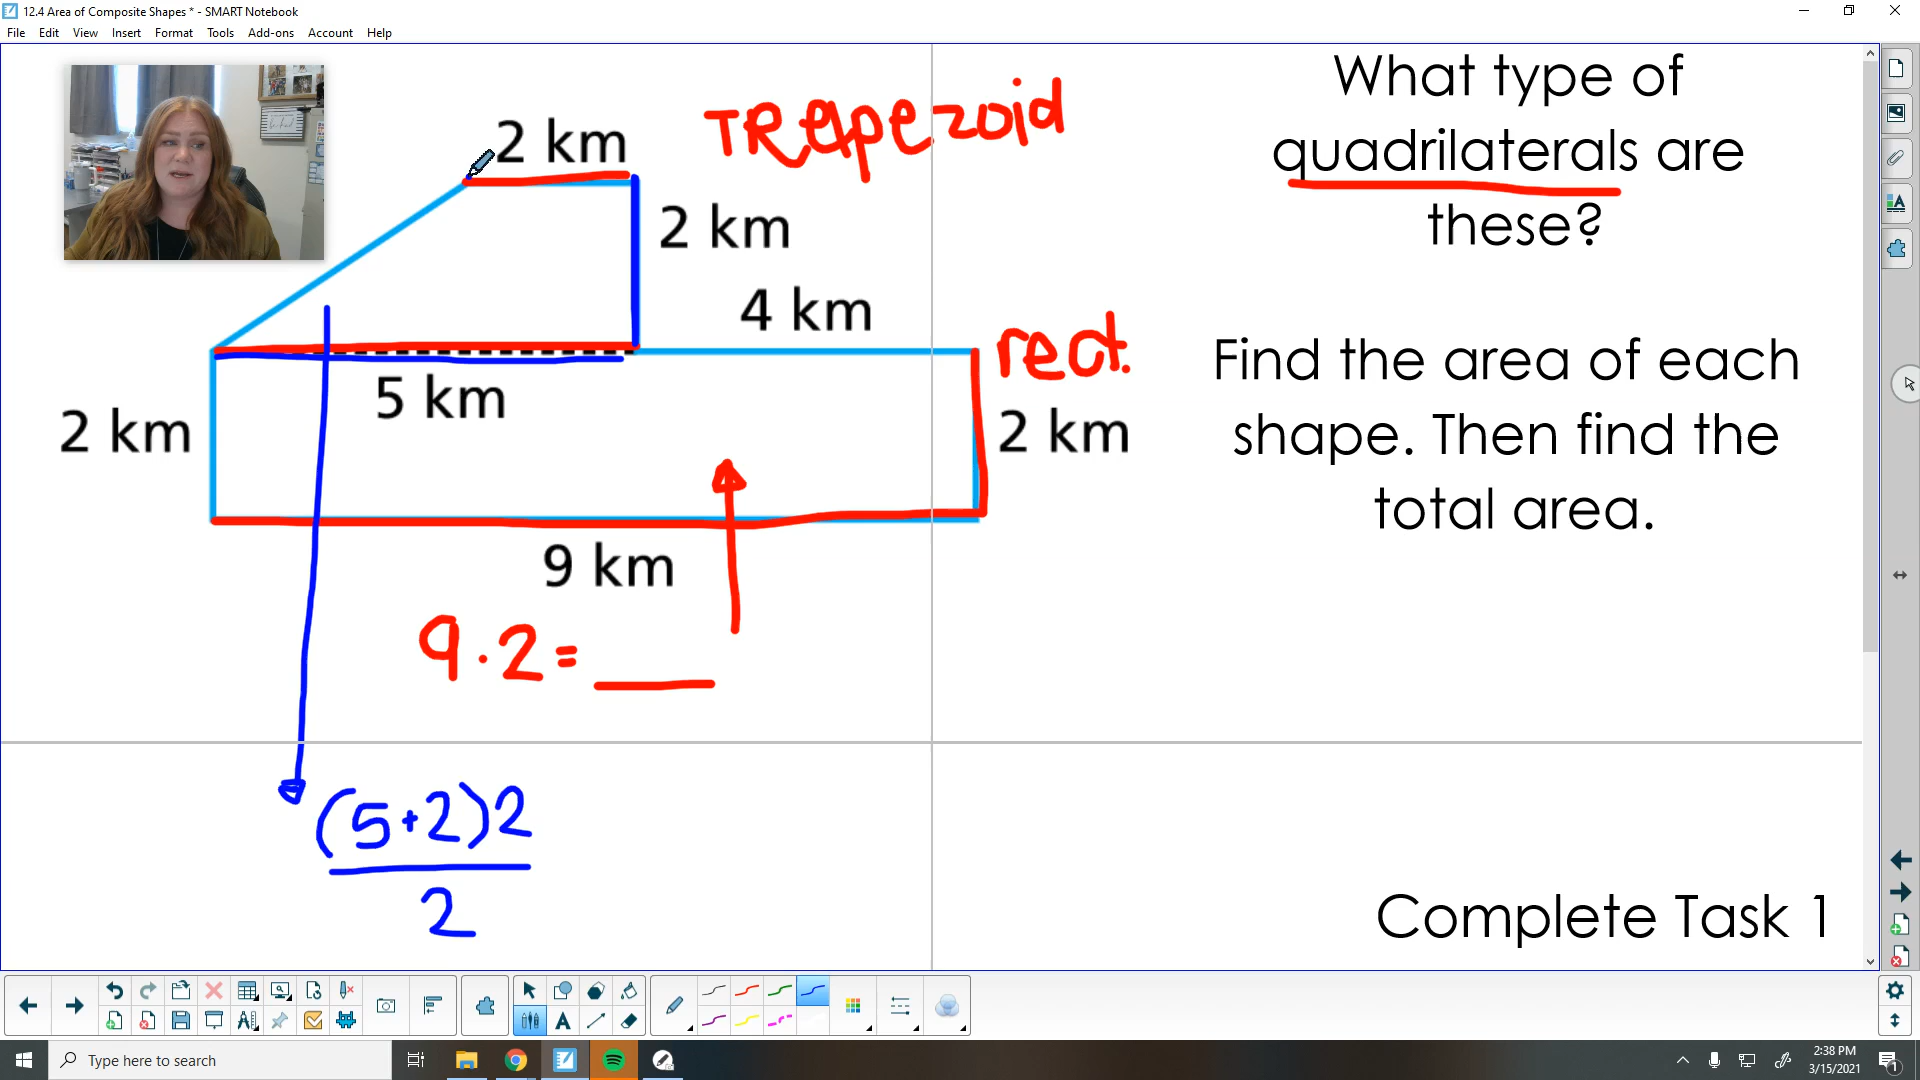 12.4 Area of Composite Shapes * - SMART Notebook
File Edit View Insert Format Tools Add-ons Account Help
2 km
TRapezoid
2 km
4 km
rect.
5 km
2 km
2 km
9 km
9 · 2 = ____
(5+2)2
2
What type of
quadrilaterals are
these?
Find the area of each
shape. Then find the
total area.
Complete Task 1
Type here to search
2:38 PM
3/15/2021
1